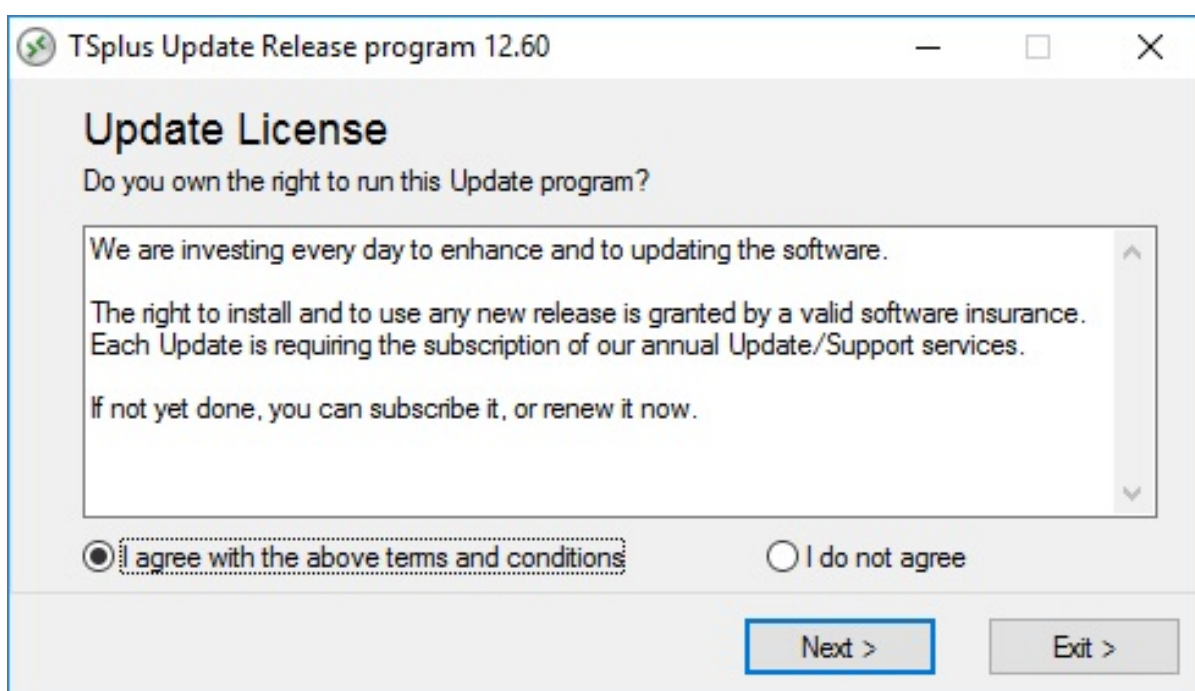 TSplus Update Release program 12.60
Update License
Do you own the right to run this Update program?
We are investing every day to enhance and to updating the software.
The right to install and to use any new release is granted by a valid software insurance.
Each Update is requiring the subscription of our annual Update/Support services.
If not yet done, you can subscribe it, or renew it now.
I agree with the above terms and conditions
I do not agree
Next >
Exit >